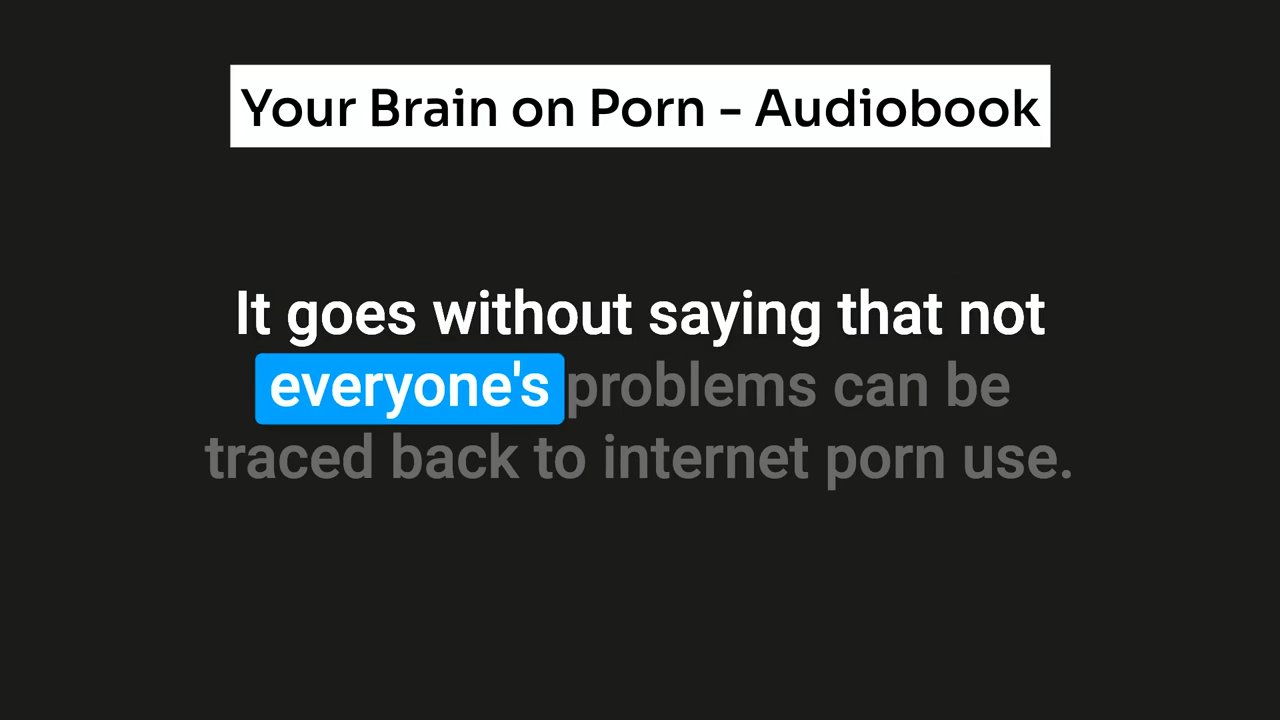 Your Brain on Porn - Audiobook
It goes without saying that not
everyone's problems can be
traced back to internet porn use.